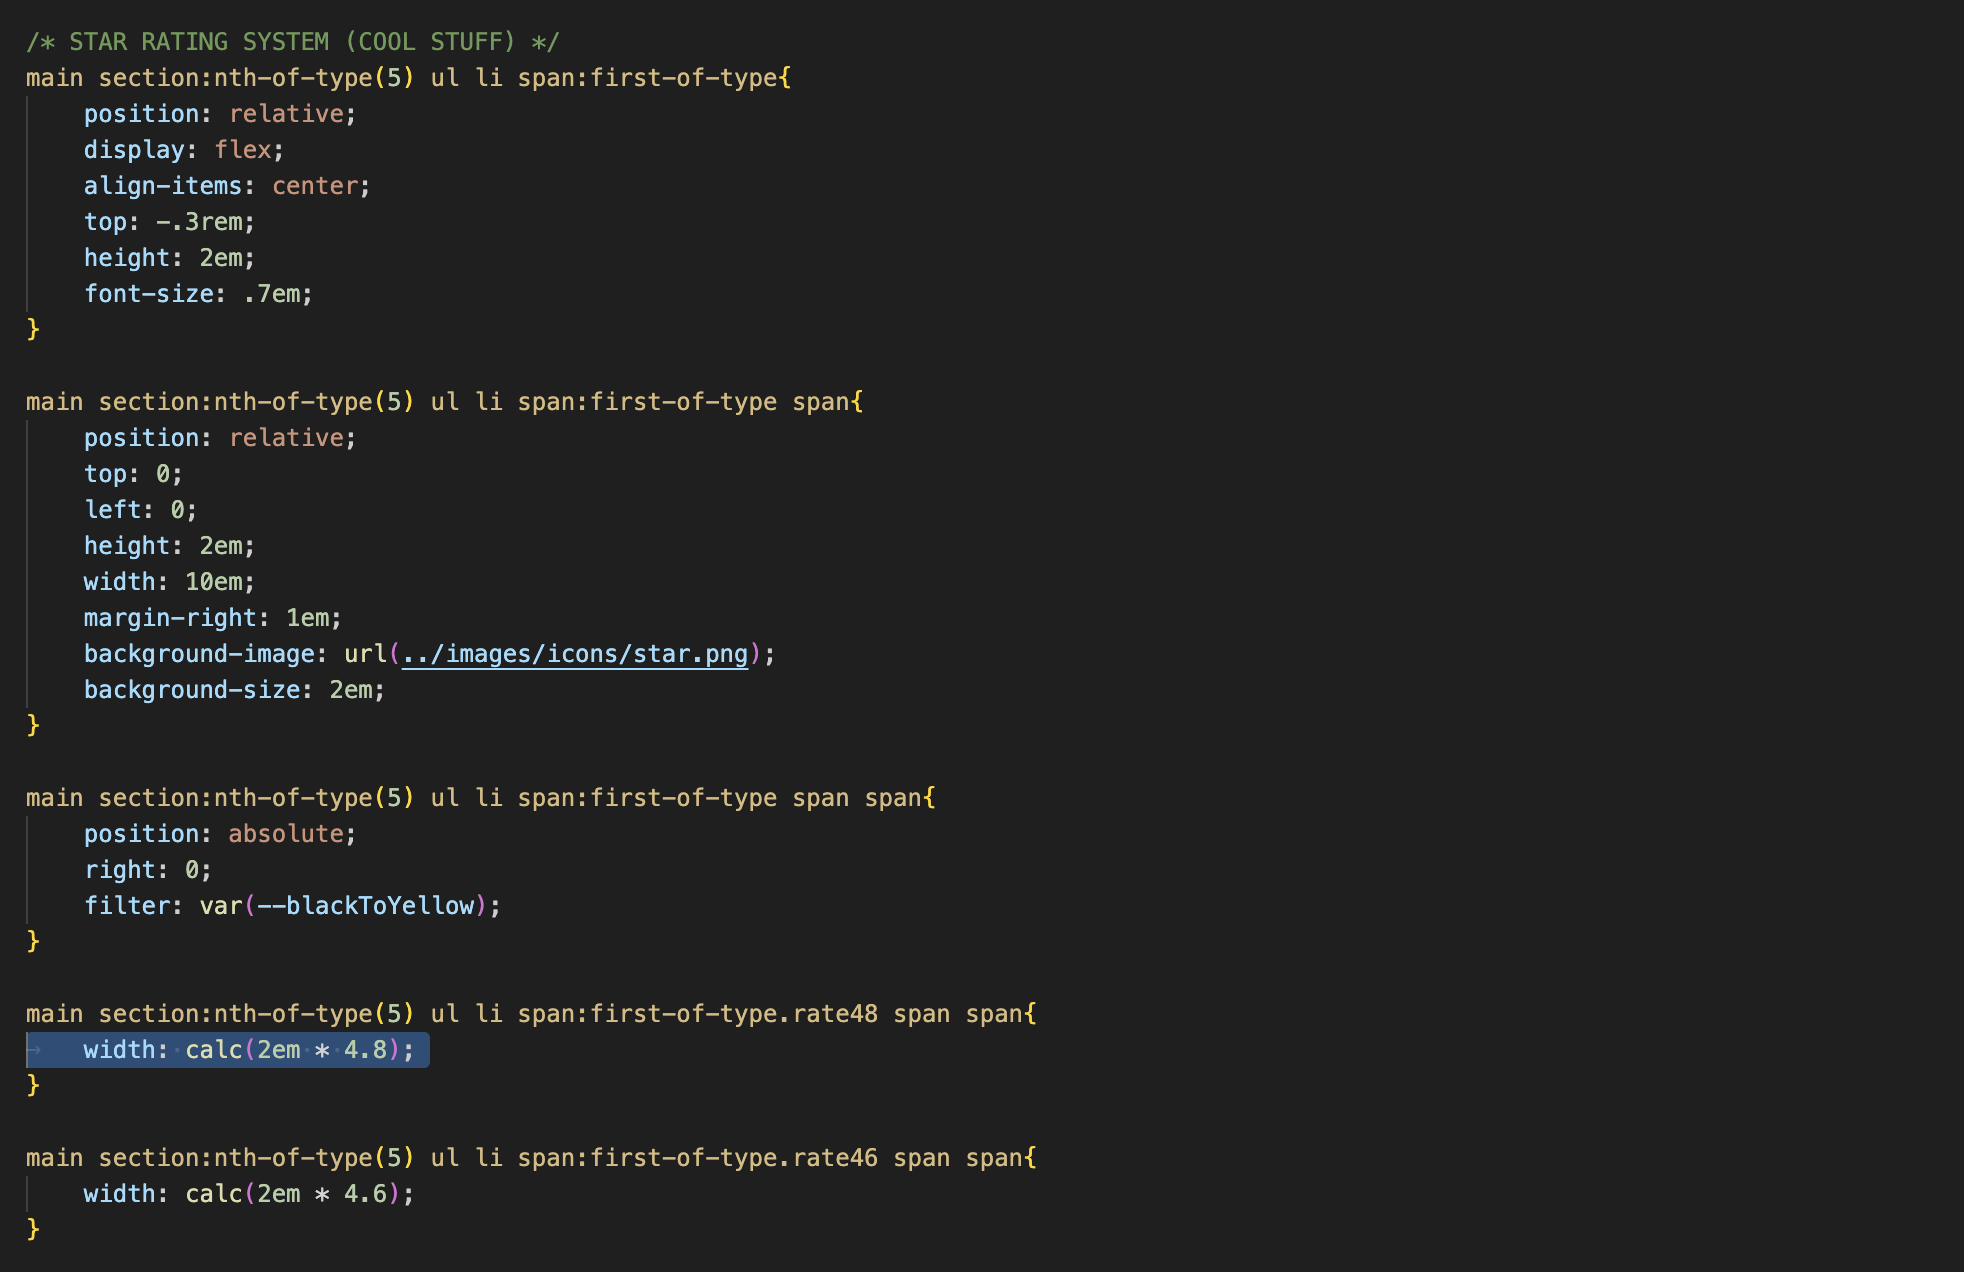 /* STAR RATING SYSTEM (COOL STUFF) */
main section:nth-of-type(5) ul li span:first-of-type{
    position: relative;
    display: flex;
    align-items: center;
    top: -.3rem;
    height: 2em;
    font-size: .7em;
}

main section:nth-of-type(5) ul li span:first-of-type span{
    position: relative;
    top: 0;
    left: 0;
    height: 2em;
    width: 10em;
    margin-right: 1em;
    background-image: url(../images/icons/star.png);
    background-size: 2em;
}

main section:nth-of-type(5) ul li span:first-of-type span span{
    position: absolute;
    right: 0;
    filter: var(--blackToYellow);
}

main section:nth-of-type(5) ul li span:first-of-type.rate48 span span{
    width: calc(2em * 4.8);
}

main section:nth-of-type(5) ul li span:first-of-type.rate46 span span{
    width: calc(2em * 4.6);
}